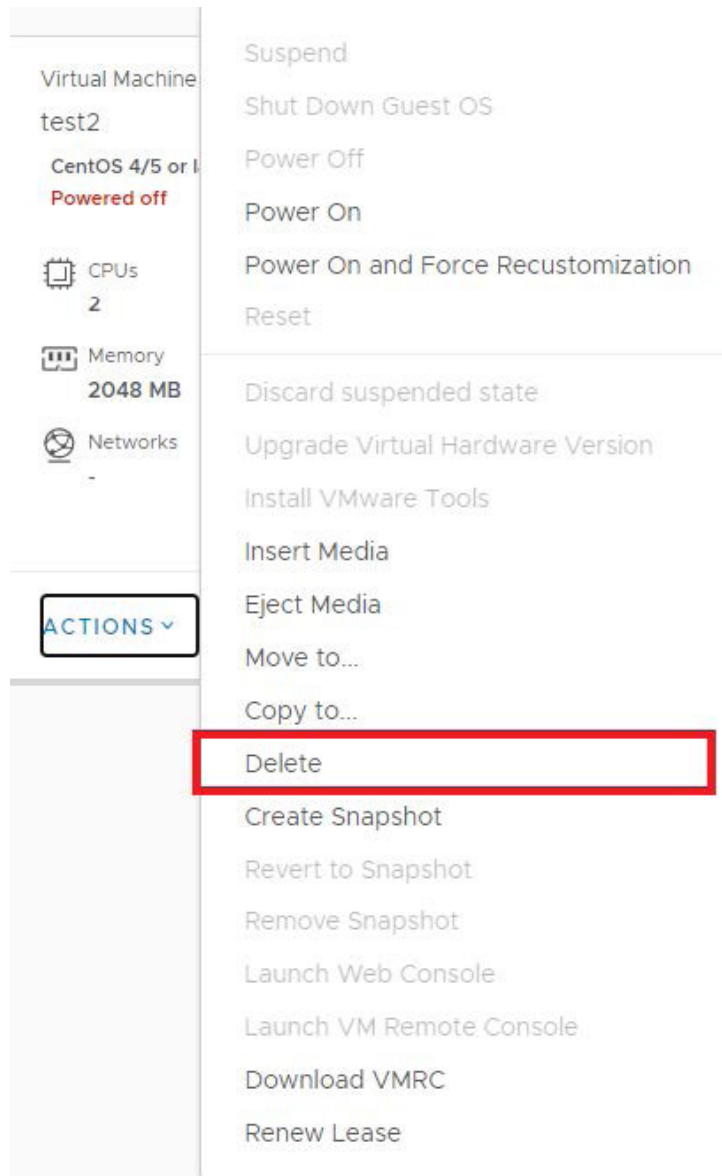 Virtual Machine
test2
CentOS 4/5 or l
Powered off
CPUs
2
Memory
2048 MB
Networks
-
ACTIONS
Suspend
Shut Down Guest OS
Power Off
Power On
Power On and Force Recustomization
Reset
Discard suspended state
Upgrade Virtual Hardware Version
Install VMware Tools
Insert Media
Eject Media
Move to...
Copy to...
Delete
Create Snapshot
Revert to Snapshot
Remove Snapshot
Launch Web Console
Launch VM Remote Console
Download VMRC
Renew Lease